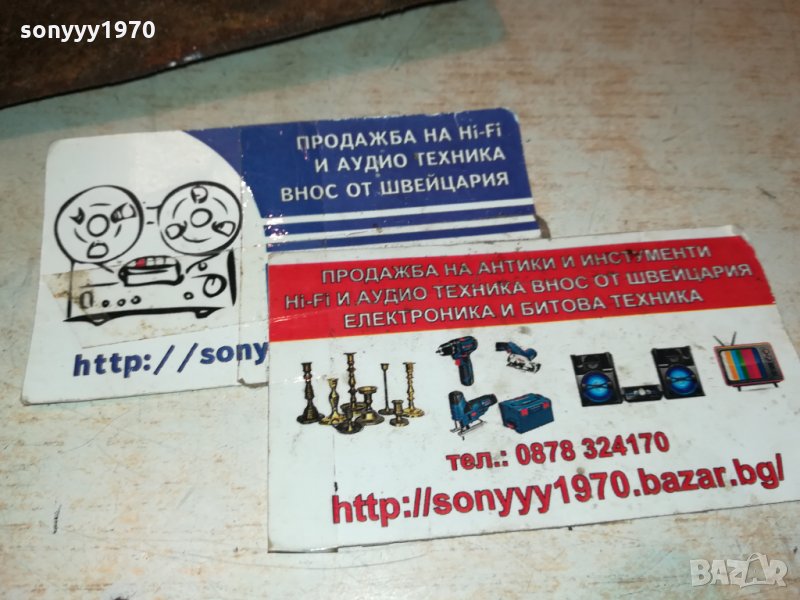 sonyyy1970
ПРОДАЖБА НА Hi-Fi
И АУДИО ТЕХНИКА
ВНОС ОТ ШВЕЙЦАРИЯ
http://sony
ПРОДАЖБА НА АНТИКИ И ИНСТУМЕНТИ
Hi-Fi И АУДИО ТЕХНИКА ВНОС ОТ ШВЕЙЦАРИЯ
ЕЛЕКТРОНИКА И БИТОВА ТЕХНИКА
тел.: 0878 324170
http://sonyyy1970.bazar.bg/
sonyyy1970
BAZAR